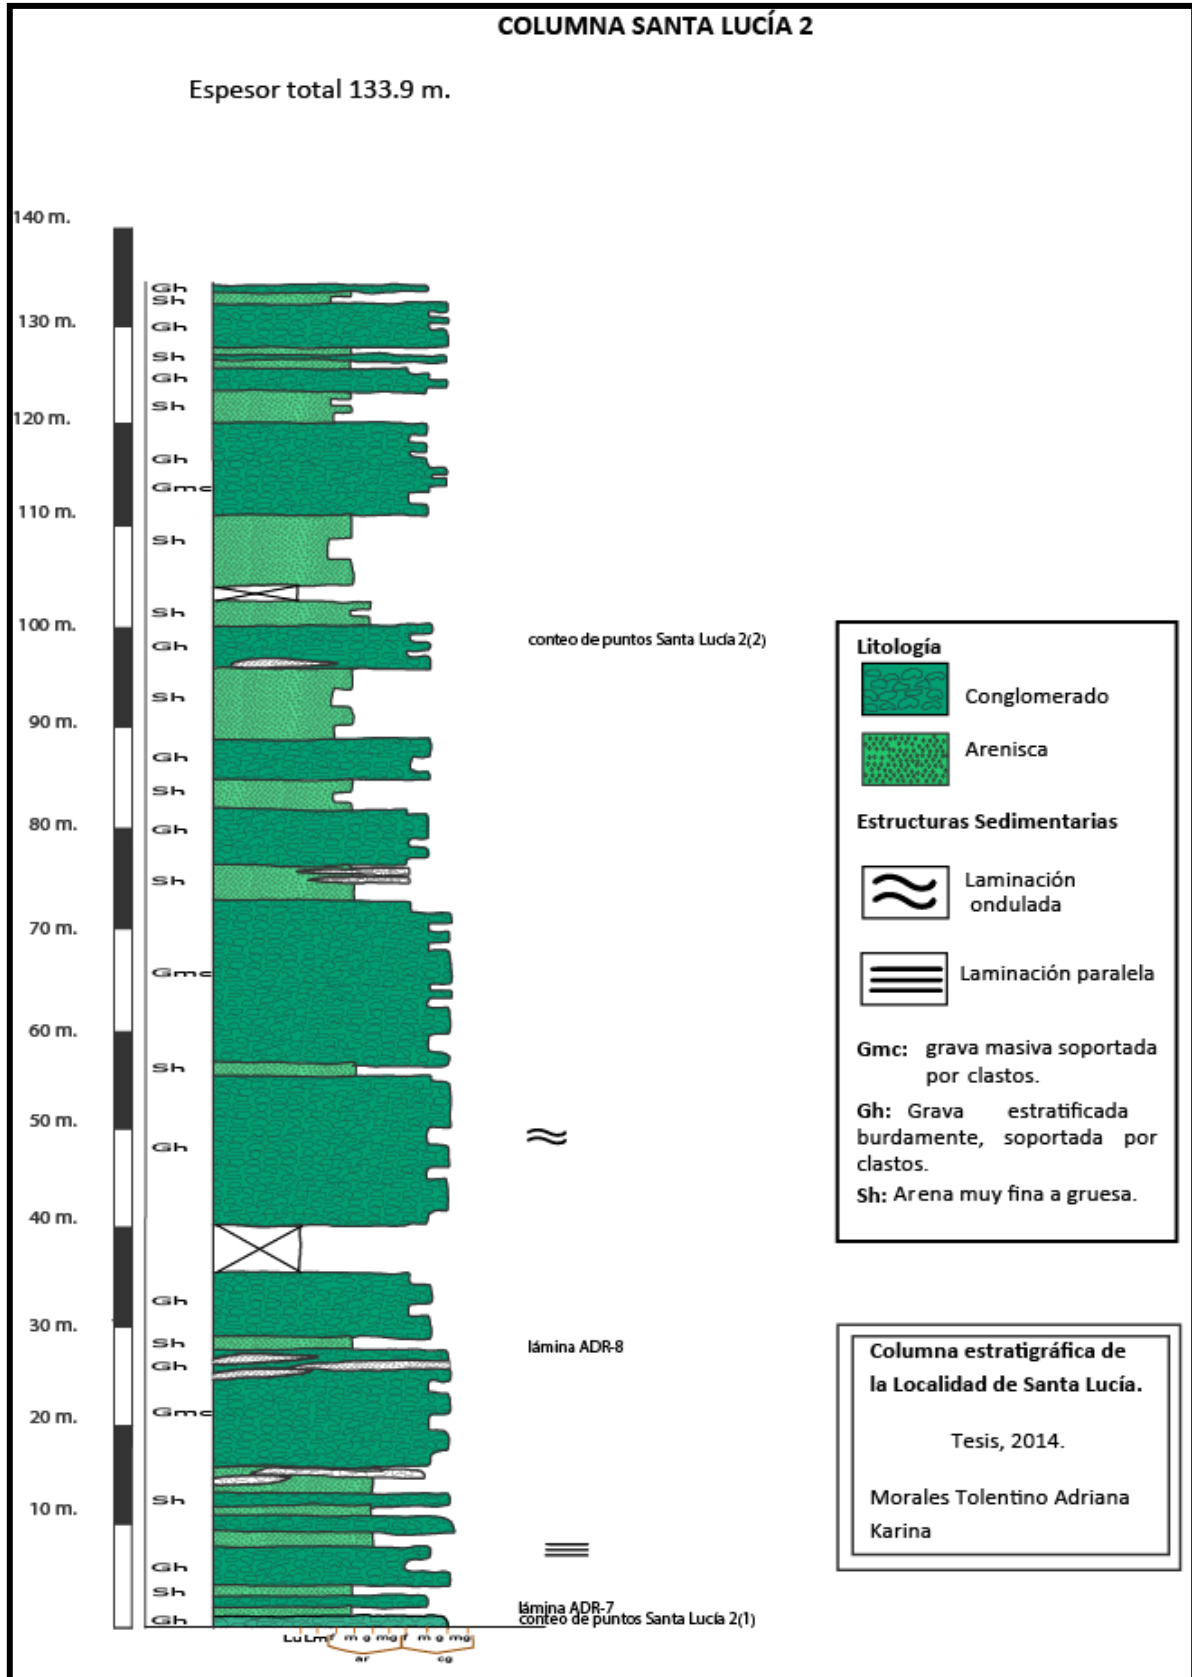 COLUMNA SANTA LUCÍA 2
Espesor total 133.9 m.
140 m.
Gh
Sh
130 m.
Gh
Sh
Gh
Sh
120 m.
Gh
Gmc
110 m.
Sh
Sh
100 m.
Gh
conteo de puntos Santa Lucía 2(2)
Sh
90 m.
Gh
Sh
80 m.
Gh
Sh
70 m.
Gmc
60 m.
Sh
50 m.
Gh
40 m.
Gh
30 m.
Sh
lámina ADR-8
Gh
Gmc
20 m.
Sh
10 m.
Gh
Sh
lámina ADR-7
Gh
conteo de puntos Santa Lucía 2(1)
Lu Lm f m g mg f m g mg
ar cg
Litología
Conglomerado
Arenisca
Estructuras Sedimentarias
Laminación
ondulada
Laminación paralela
Gmc: grava masiva soportada
por clastos.
Gh: Grava estratificada
burdamente, soportada por
clastos.
Sh: Arena muy fina a gruesa.
Columna estratigráfica de
la Localidad de Santa Lucía.
Tesis, 2014.
Morales Tolentino Adriana
Karina